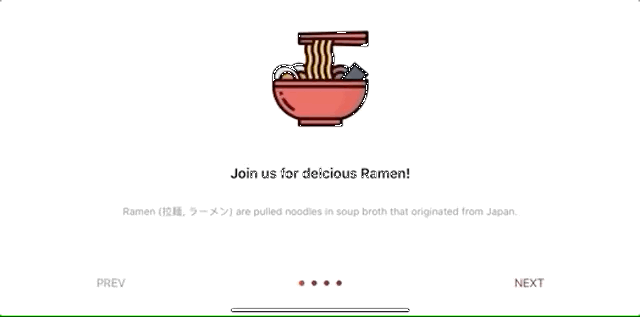 Join us for delcious Ramen!
Ramen (拉麺, ラーメン) are pulled noodles in soup broth that originated from Japan.
PREV
NEXT